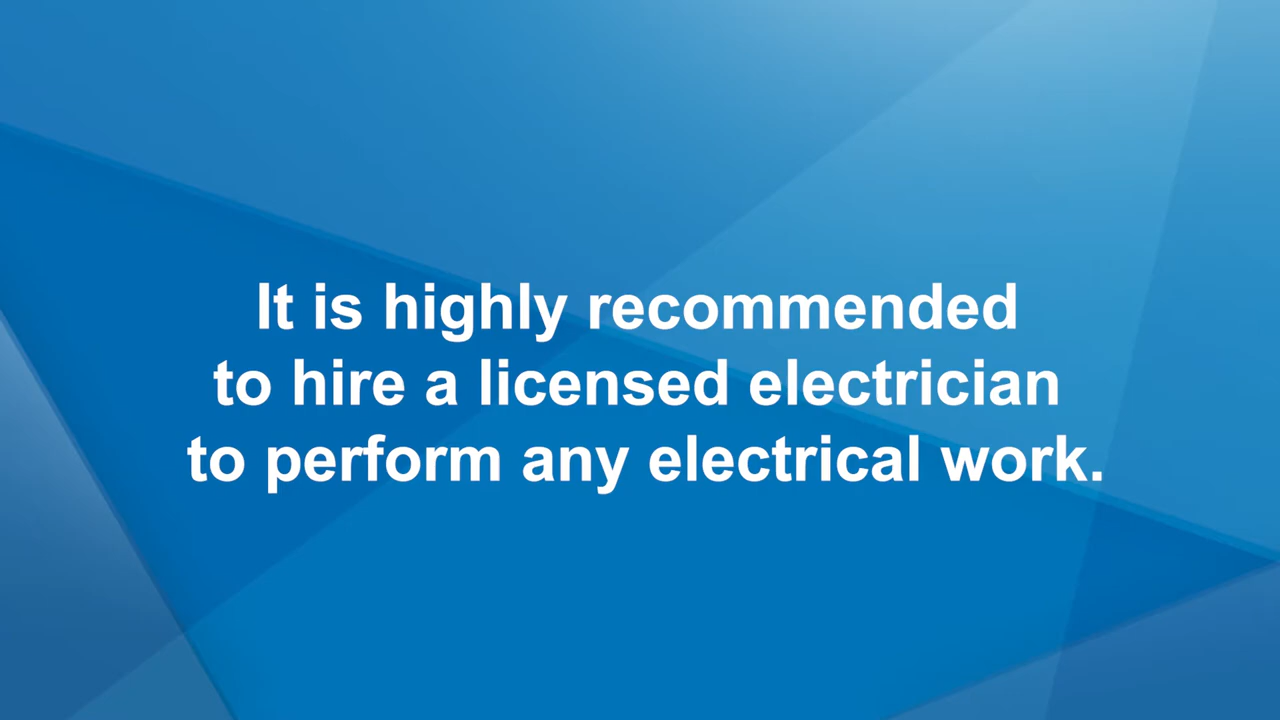 It is highly recommended
to hire a licensed electrician
to perform any electrical work.